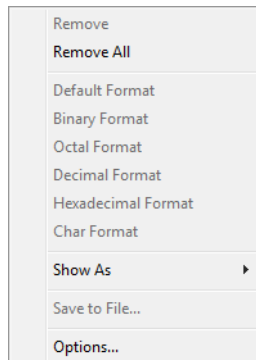 Remove
Remove All
Default Format
Binary Format
Octal Format
Decimal Format
Hexadecimal Format
Char Format
Show As
Save to File...
Options...